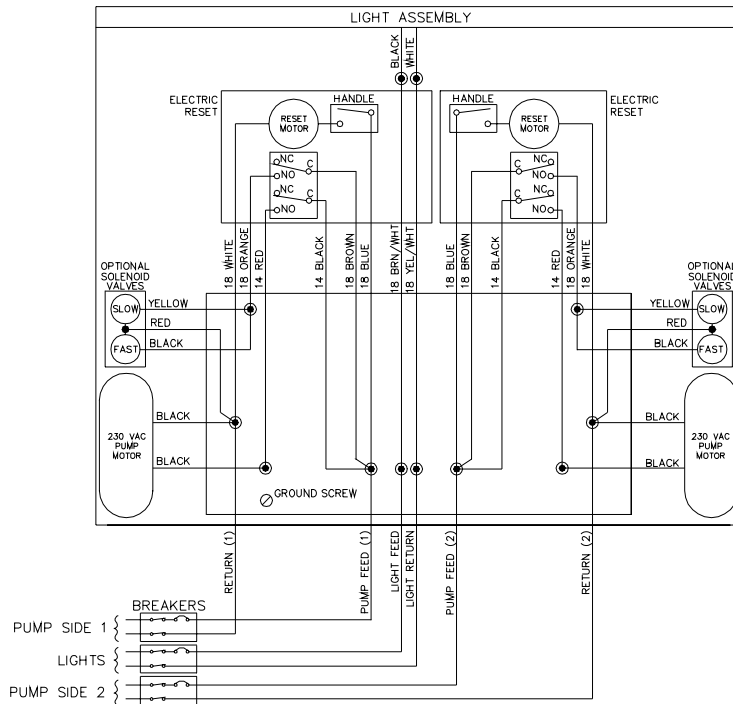 LIGHT ASSEMBLY
BLACK
WHITE
ELECTRIC
RESET
RESET
MOTOR
HANDLE
HANDLE
RESET
MOTOR
ELECTRIC
RESET
NC
C
NO
NC
C
NO
NC
C
NO
NC
C
NO
18 WHITE
18 ORANGE
14 RED
14 BLACK
18 BROWN
18 BLUE
18 BRN/WHT
18 YEL/WHT
18 BLUE
18 BROWN
14 BLACK
14 RED
18 ORANGE
18 WHITE
OPTIONAL
SOLENOID
VALVES
SLOW
FAST
YELLOW
RED
BLACK
OPTIONAL
SOLENOID
VALVES
SLOW
FAST
YELLOW
RED
BLACK
230 VAC
PUMP
MOTOR
BLACK
BLACK
BLACK
BLACK
230 VAC
PUMP
MOTOR
GROUND SCREW
RETURN (1)
PUMP FEED (1)
LIGHT FEED
LIGHT RETURN
PUMP FEED (2)
RETURN (2)
BREAKERS
PUMP SIDE 1
LIGHTS
PUMP SIDE 2